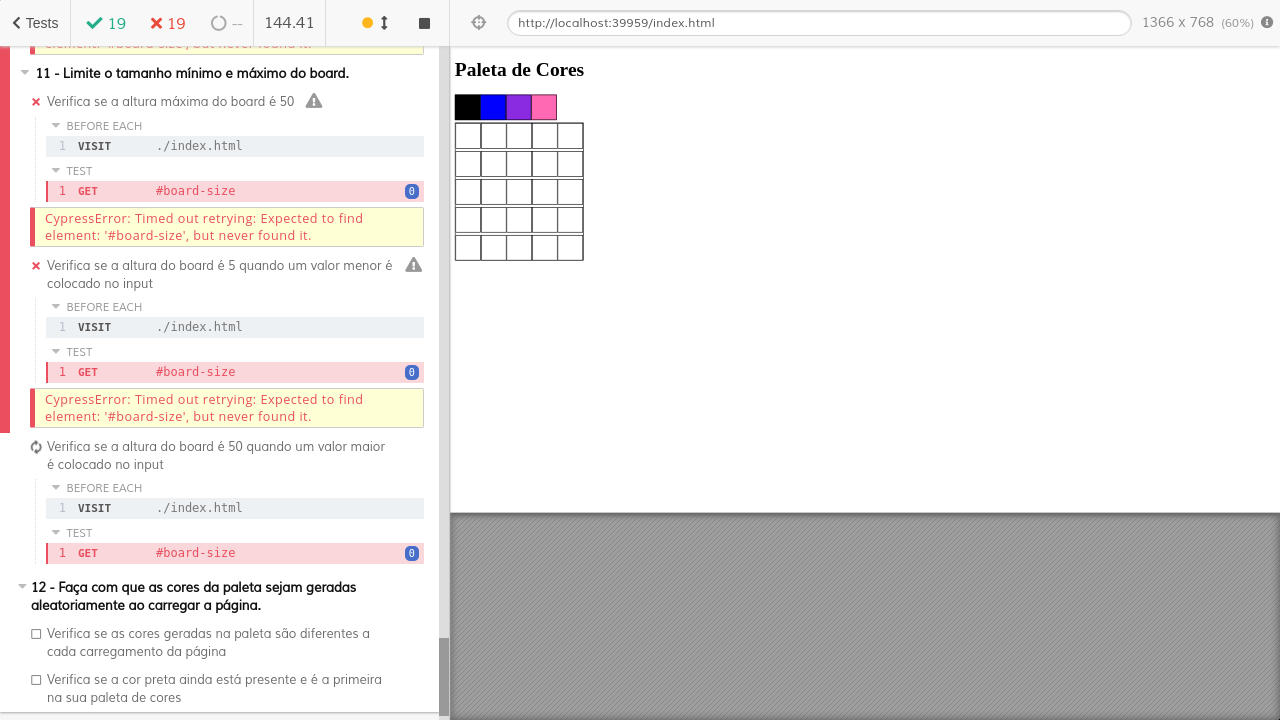 Tests 19 19 -- 144.41
http://localhost:39959/index.html 1366 x 768 (60%)
element: '#board-size', but never found it.
11 - Limite o tamanho mínimo e máximo do board.
Verifica se a altura máxima do board é 50
BEFORE EACH
1 VISIT ./index.html
TEST
1 GET #board-size 0
CypressError: Timed out retrying: Expected to find
element: '#board-size', but never found it.
Verifica se a altura do board é 5 quando um valor menor é
colocado no input
BEFORE EACH
1 VISIT ./index.html
TEST
1 GET #board-size 0
CypressError: Timed out retrying: Expected to find
element: '#board-size', but never found it.
Verifica se a altura do board é 50 quando um valor maior
é colocado no input
BEFORE EACH
1 VISIT ./index.html
TEST
1 GET #board-size 0
12 - Faça com que as cores da paleta sejam geradas
aleatoriamente ao carregar a página.
Verifica se as cores geradas na paleta são diferentes a
cada carregamento da página
Verifica se a cor preta ainda está presente e é a primeira
na sua paleta de cores
Paleta de Cores